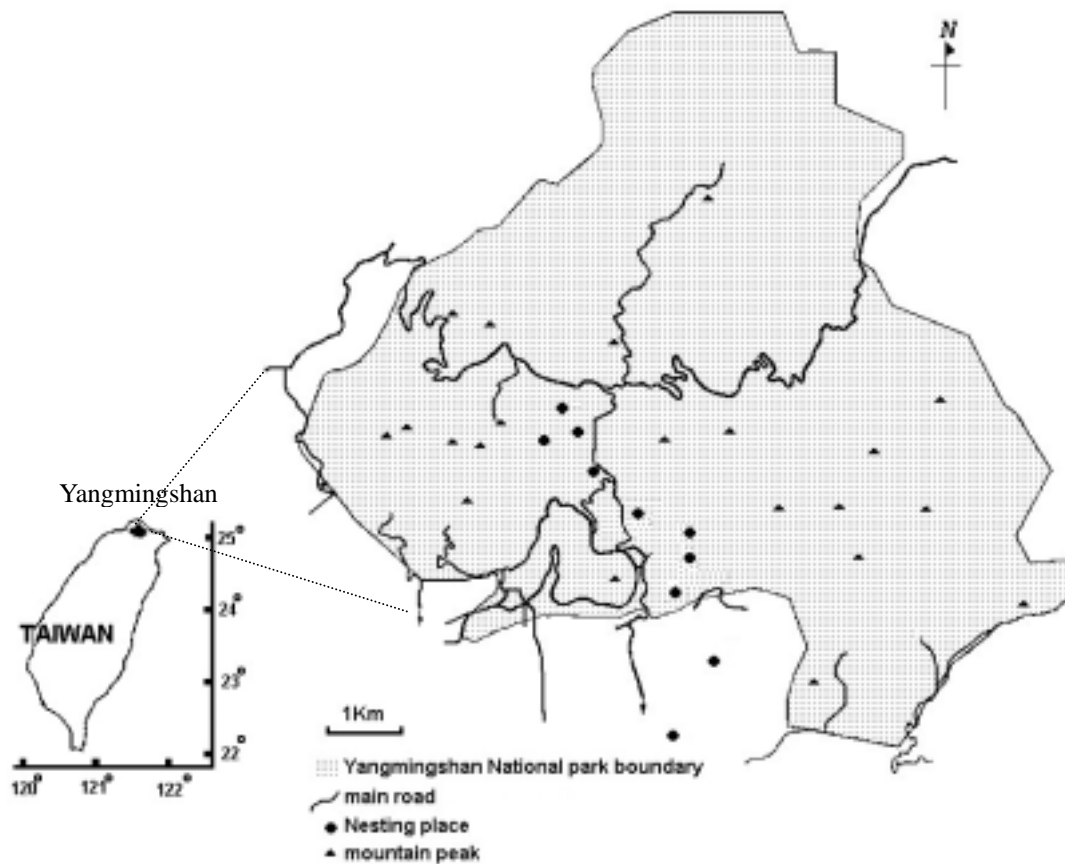 N
Yangmingshan
25°
24°
TAIWAN
23°
22°
120° 121° 122°
1Km
Yangmingshan National park boundary
main road
Nesting place
mountain peak